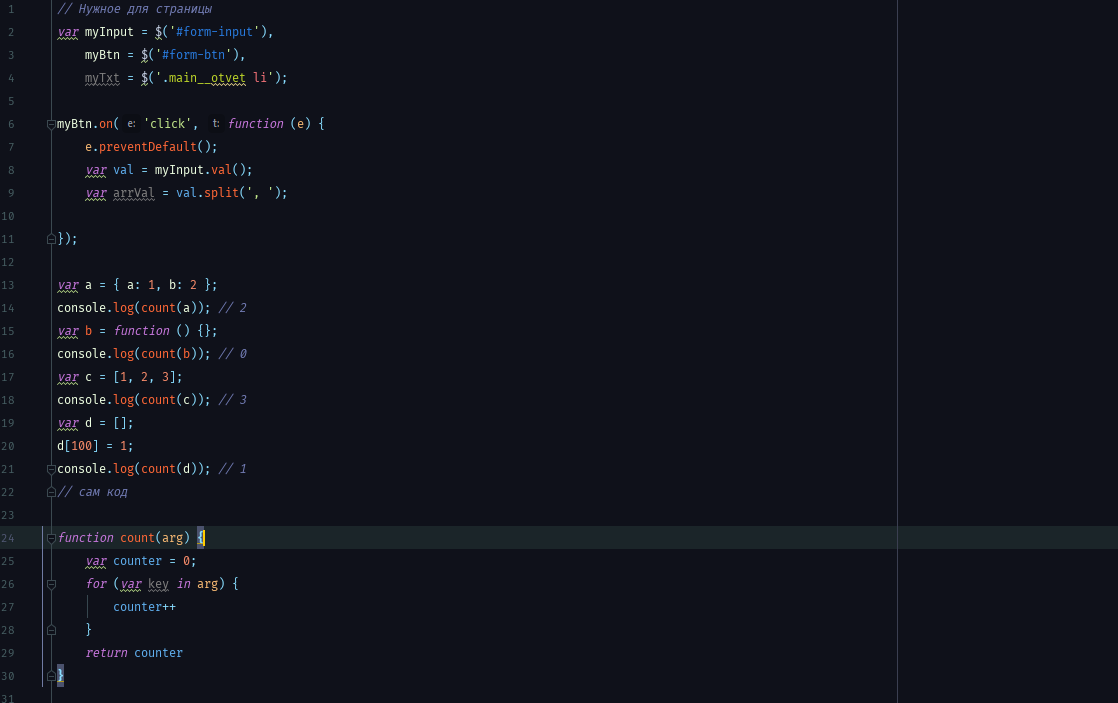 1 // Нужное для страницы
2 var myInput = $('#form-input'),
3 myBtn = $('#form-btn'),
4 myTxt = $('.main__otvet li');
5
6 myBtn.on( e: 'click', t: function (e) {
7 e.preventDefault();
8 var val = myInput.val();
9 var arrVal = val.split(', ');
10
11 });
12
13 var a = { a: 1, b: 2 };
14 console.log(count(a)); // 2
15 var b = function () {};
16 console.log(count(b)); // 0
17 var c = [1, 2, 3];
18 console.log(count(c)); // 3
19 var d = [];
20 d[100] = 1;
21 console.log(count(d)); // 1
22 // сам код
23
24 function count(arg) {
25 var counter = 0;
26 for (var key in arg) {
27 counter++
28 }
29 return counter
30 }
31